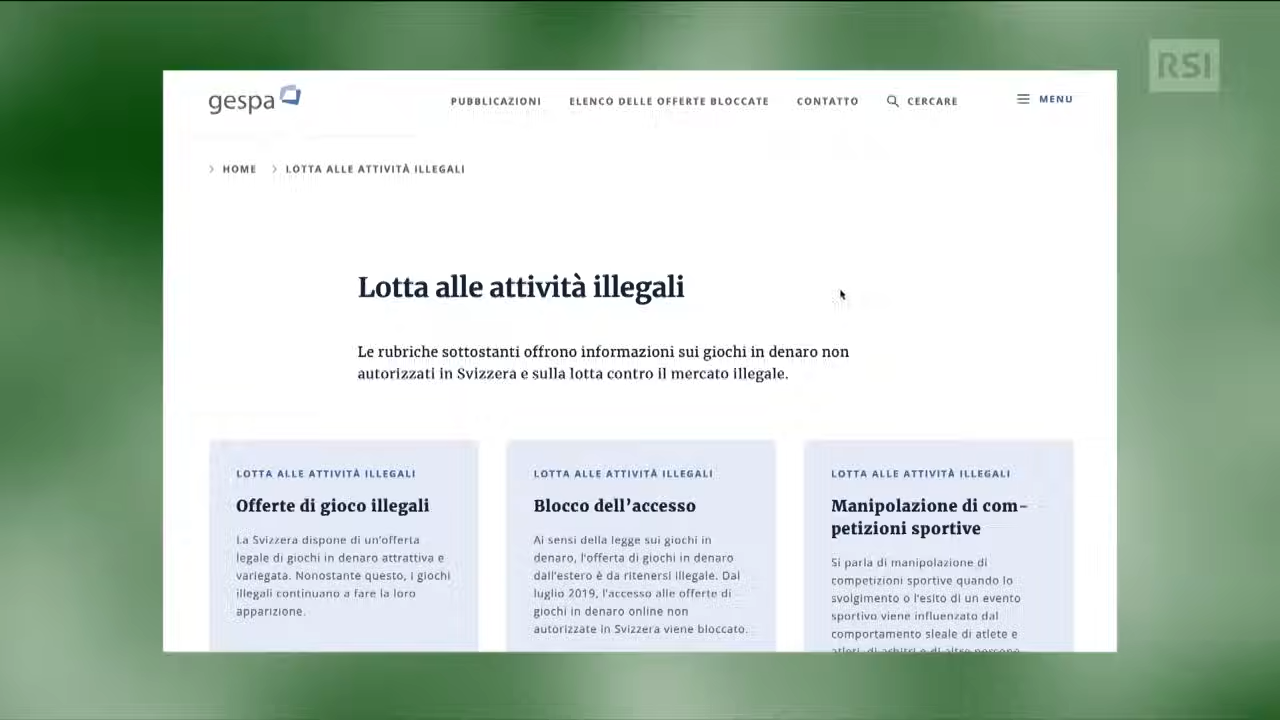 RSI
gespa
PUBBLICAZIONI ELENCO DELLE OFFERTE BLOCCATE CONTATTO CERCARE MENU
HOME LOTTA ALLE ATTIVITÀ ILLEGALI
Lotta alle attività illegali
Le rubriche sottostanti offrono informazioni sui giochi in denaro non
autorizzati in Svizzera e sulla lotta contro il mercato illegale.
LOTTA ALLE ATTIVITÀ ILLEGALI
Offerte di gioco illegali
La Svizzera dispone di un'offerta
legale di giochi in denaro attrattiva e
variegata. Nonostante questo, i giochi
illegali continuano a fare la loro
apparizione.
LOTTA ALLE ATTIVITÀ ILLEGALI
Blocco dell'accesso
Ai sensi della legge sui giochi in
denaro, l'offerta di giochi in denaro
dall'estero è da ritenersi illegale. Dal
luglio 2019, l'accesso alle offerte di
giochi in denaro online non
autorizzate in Svizzera viene bloccato.
LOTTA ALLE ATTIVITÀ ILLEGALI
Manipolazione di com-
petizioni sportive
Si parla di manipolazione di
competizioni sportive quando lo
svolgimento o l'esito di un evento
sportivo viene influenzato dal
comportamento sleale di atlete e
atleti, di arbitri o di altre persone